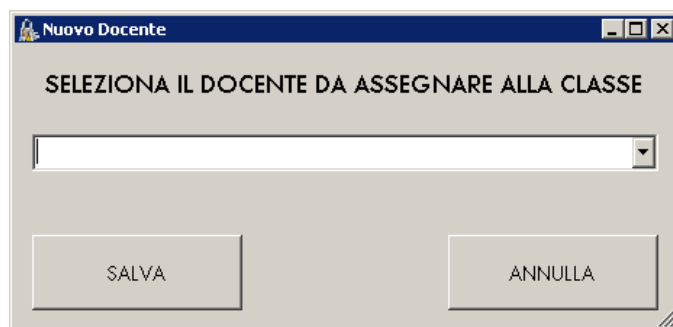 Nuovo Docente
SELEZIONA IL DOCENTE DA ASSEGNARE ALLA CLASSE
SALVA
ANNULLA